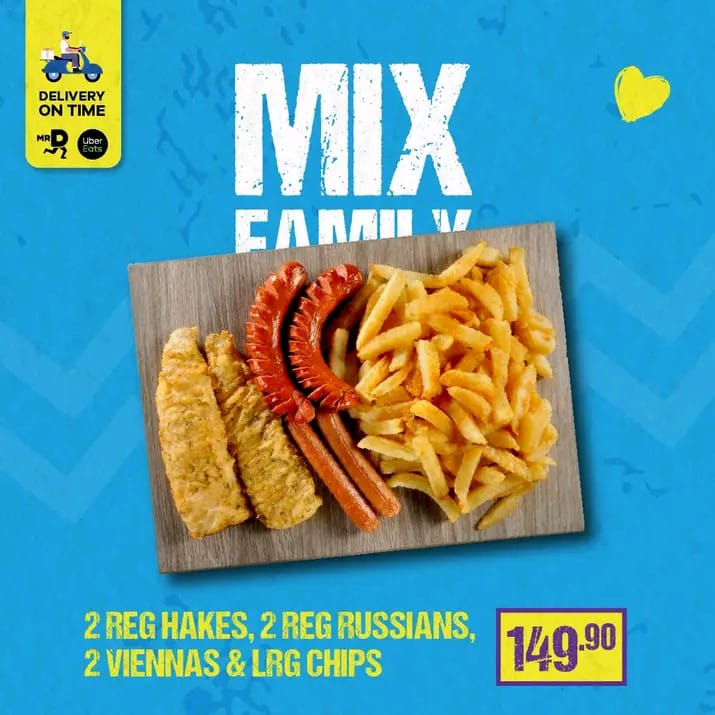 DELIVERY
ON TIME
MR D
Uber
Eats
MIX
FAMILY
2 REG HAKES, 2 REG RUSSIANS,
2 VIENNAS & LRG CHIPS
149.90